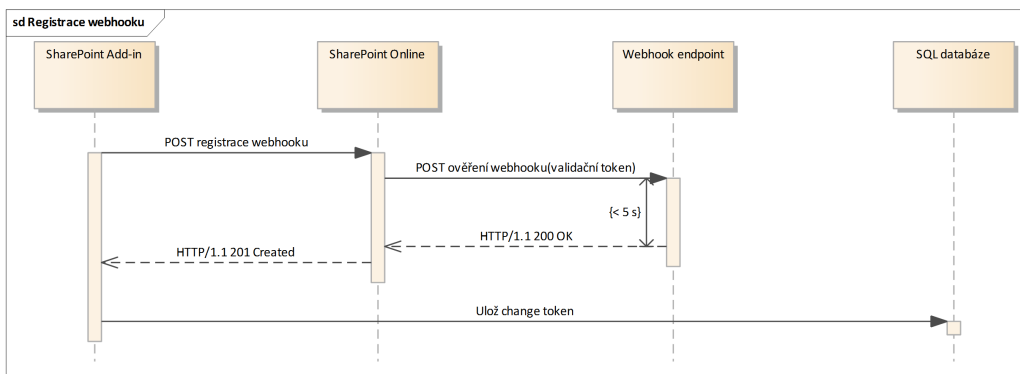 sd Registrace webhooku
SharePoint Add-in
SharePoint Online
Webhook endpoint
SQL databáze
POST registrace webhooku
POST ověření webhooku(validační token)
{< 5 s}
HTTP/1.1 200 OK
HTTP/1.1 201 Created
Ulož change token